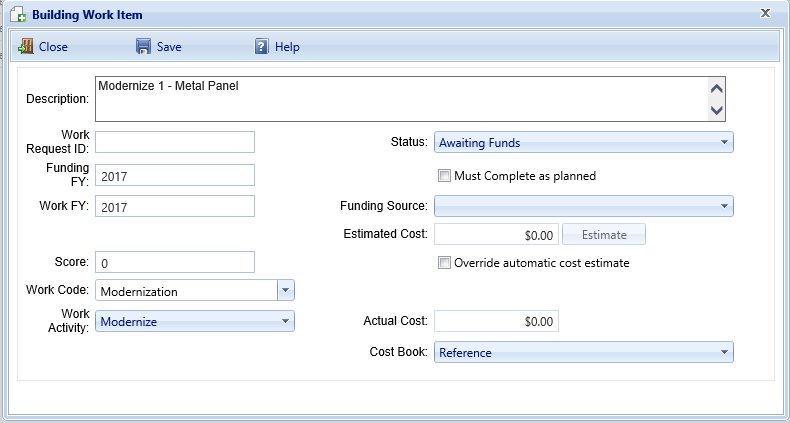 Building Work Item
Close Save Help
Description: Modernize 1 - Metal Panel
Work Request ID:
Status: Awaiting Funds
Funding FY: 2017
Must Complete as planned
Work FY: 2017
Funding Source:
Estimated Cost: $0.00 Estimate
Score: 0
Override automatic cost estimate
Work Code: Modernization
Work Activity: Modernize
Actual Cost: $0.00
Cost Book: Reference